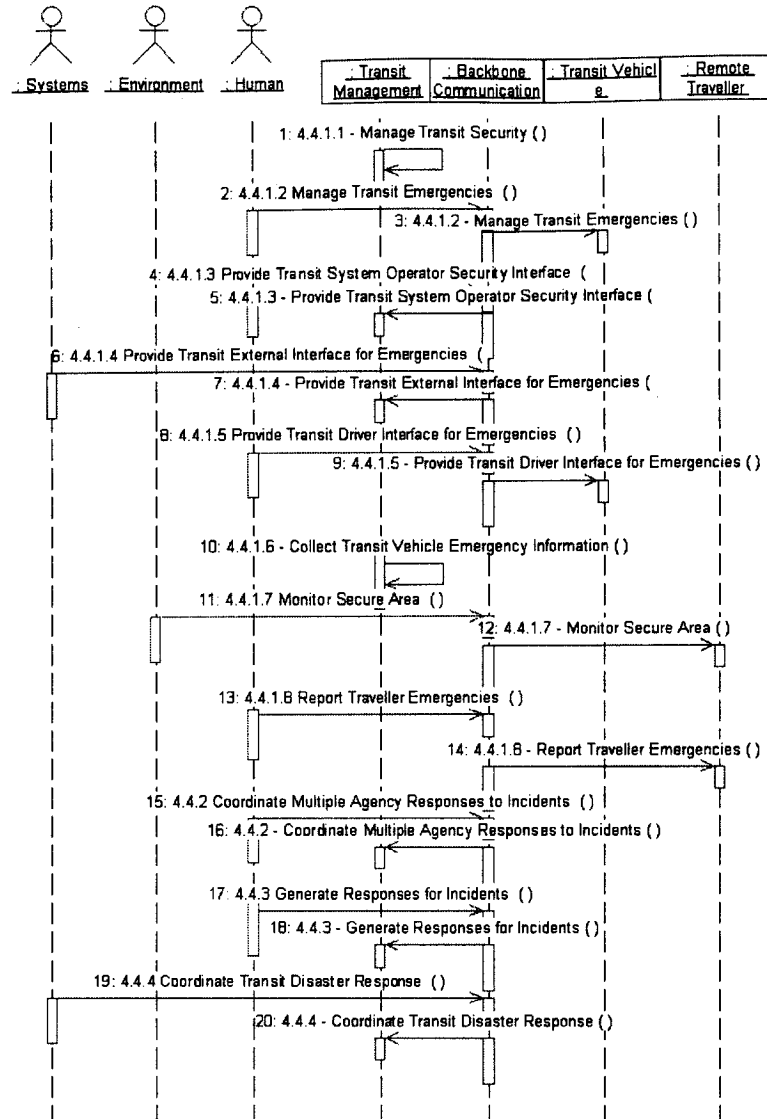 : Systems
: Environment
: Human
: Transit
Management
: Backbone
Communication
: Transit Vehicl
e
: Remote
Traveller
1: 4.4.1.1 - Manage Transit Security ( )
2: 4.4.1.2 Manage Transit Emergencies ( )
3: 4.4.1.2 - Manage Transit Emergencies ( )
4: 4.4.1.3 Provide Transit System Operator Security Interface (
5: 4.4.1.3 - Provide Transit System Operator Security Interface (
6: 4.4.1.4 Provide Transit External Interface for Emergencies (
7: 4.4.1.4 - Provide Transit External Interface for Emergencies (
8: 4.4.1.5 Provide Transit Driver Interface for Emergencies ( )
9: 4.4.1.5 - Provide Transit Driver Interface for Emergencies ( )
10: 4.4.1.6 - Collect Transit Vehicle Emergency Information ( )
11: 4.4.1.7 Monitor Secure Area ( )
12: 4.4.1.7 - Monitor Secure Area ( )
13: 4.4.1.8 Report Traveller Emergencies ( )
14: 4.4.1.8 - Report Traveller Emergencies ( )
15: 4.4.2 Coordinate Multiple Agency Responses to Incidents ( )
16: 4.4.2 - Coordinate Multiple Agency Responses to Incidents ( )
17: 4.4.3 Generate Responses for Incidents ( )
18: 4.4.3 - Generate Responses for Incidents ( )
19: 4.4.4 Coordinate Transit Disaster Response ( )
20: 4.4.4 - Coordinate Transit Disaster Response ( )